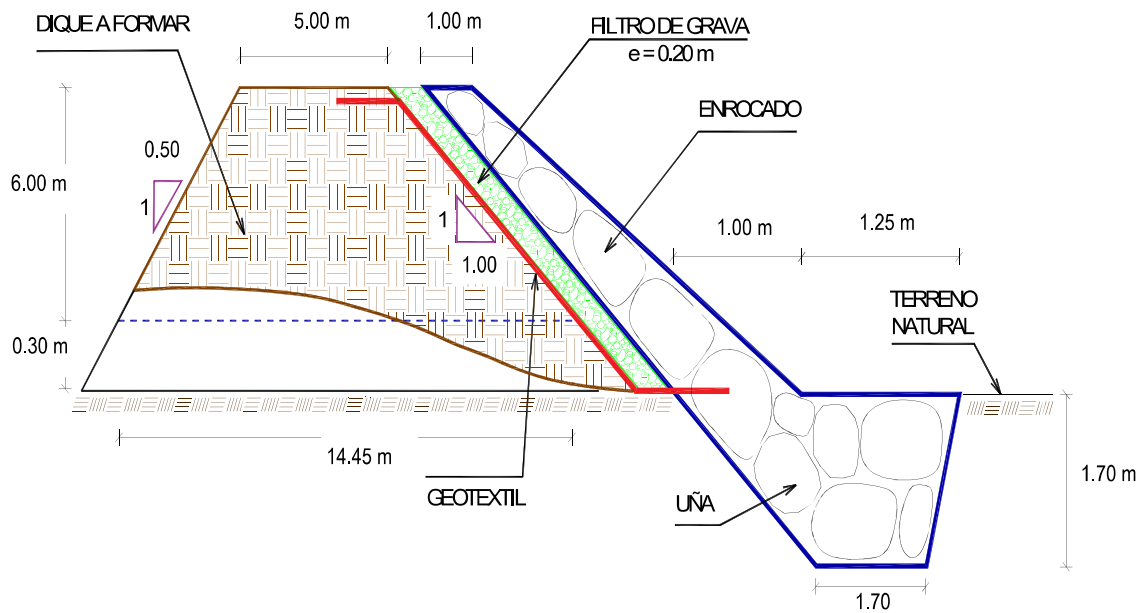 DIQUE A FORMAR
5.00 m
1.00 m
FILTRO DE GRAVA
e=0.20 m
ENROCADO
0.50
1
6.00 m
1
1.00
1.00 m
1.25 m
TERRENO
NATURAL
0.30 m
14.45 m
GEOTEXTIL
UÑA
1.70 m
1.70